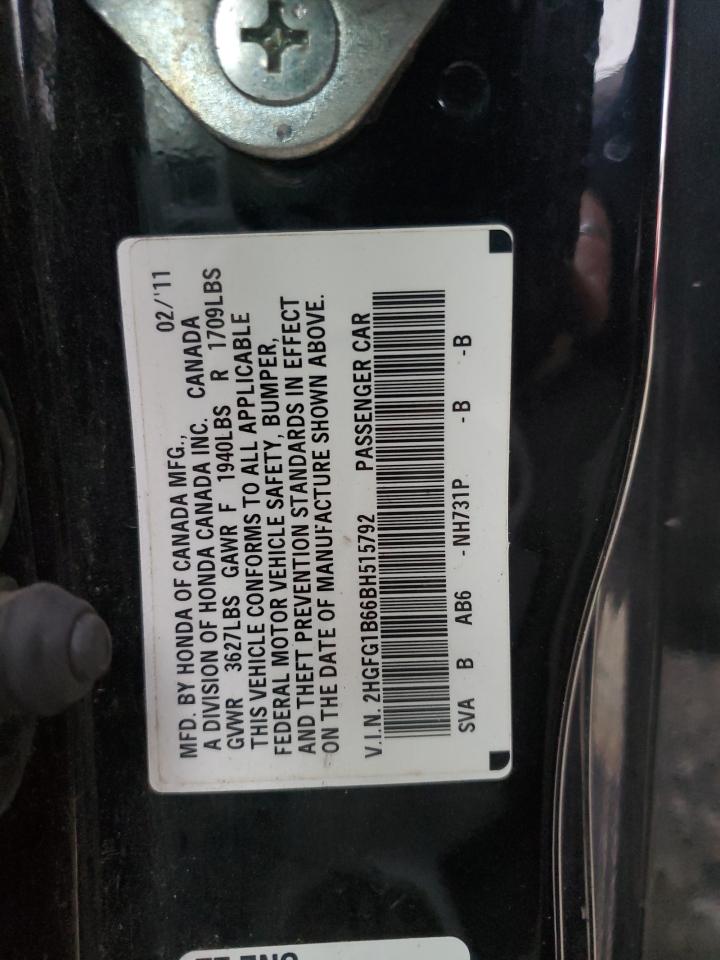 MFD. BY HONDA OF CANADA MFG., 02/'11
A DIVISION OF HONDA CANADA INC. CANADA
GVWR 3627LBS GAWR F 1940LBS R 1709LBS
THIS VEHICLE CONFORMS TO ALL APPLICABLE
FEDERAL MOTOR VEHICLE SAFETY, BUMPER,
AND THEFT PREVENTION STANDARDS IN EFFECT
ON THE DATE OF MANUFACTURE SHOWN ABOVE.
V.I.N. 2HGFG1B66BH515792 PASSENGER CAR
SVA B AB6 -NH731P -B -B